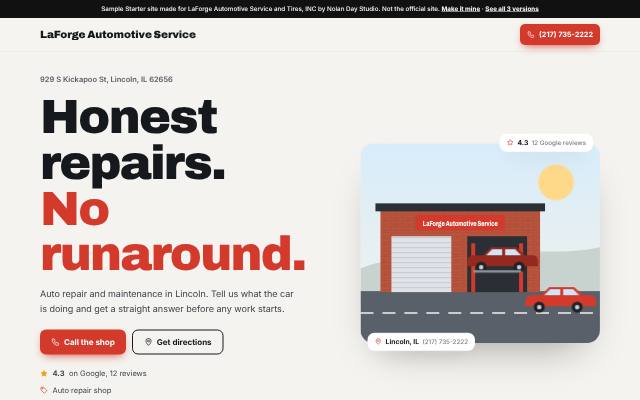 Sample Starter site made for LaForge Automotive Service and Tires, INC by Nolan Day Studio. Not the official site. Make it mine · See all 3 versions
LaForge Automotive Service
(217) 735-2222
929 S Kickapoo St, Lincoln, IL 62656
Honest
repairs.
No
runaround.
Auto repair and maintenance in Lincoln. Tell us what the car
is doing and get a straight answer before any work starts.
Call the shop
Get directions
4.3 on Google, 12 reviews
Auto repair shop
4.3 12 Google reviews
LaForge Automotive Service
Lincoln, IL (217) 735-2222